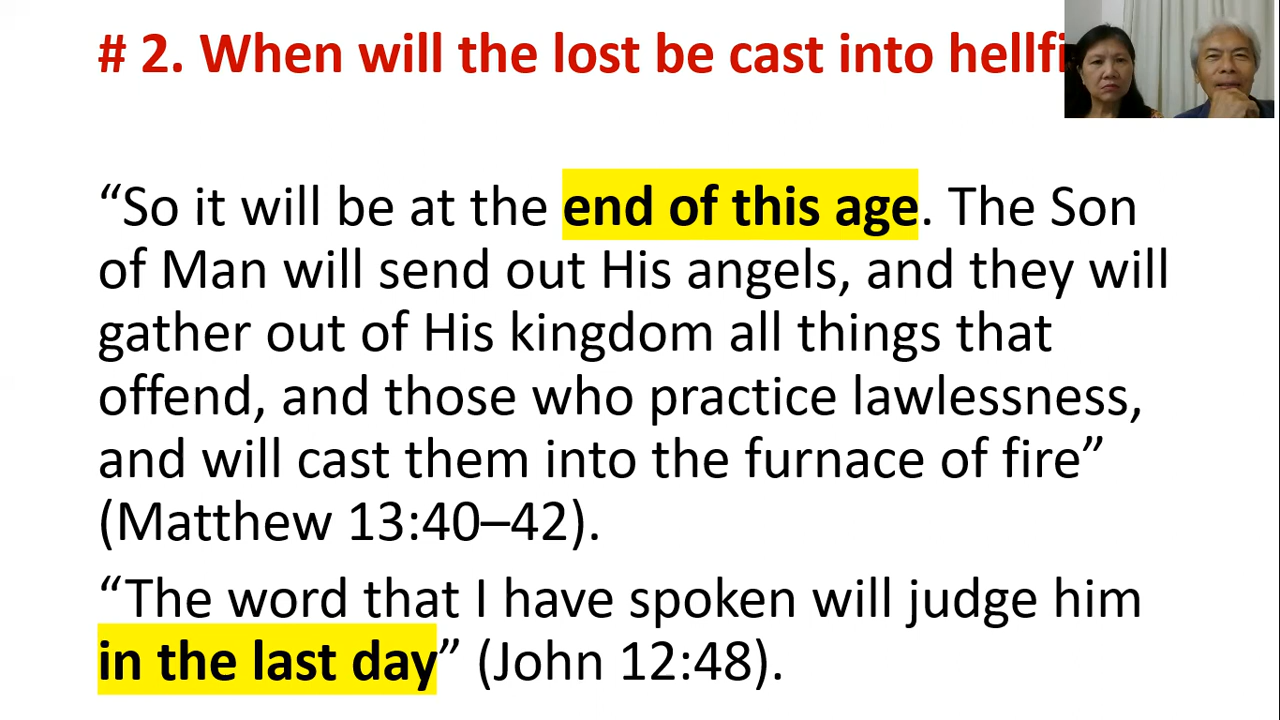 # 2. When will the lost be cast into hellfi
“So it will be at the end of this age. The Son
of Man will send out His angels, and they will
gather out of His kingdom all things that
offend, and those who practice lawlessness,
and will cast them into the furnace of fire”
(Matthew 13:40–42).
“The word that I have spoken will judge him
in the last day” (John 12:48).